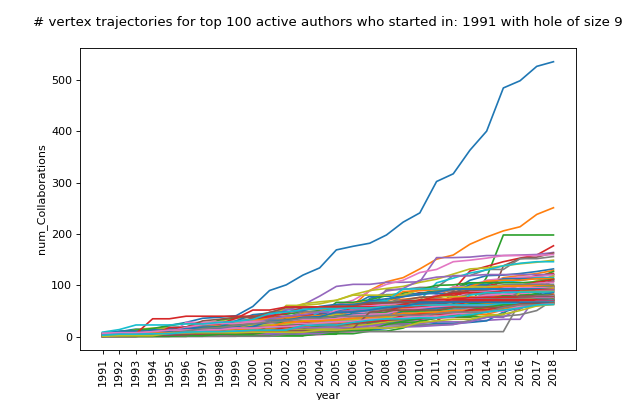 # vertex trajectories for top 100 active authors who started in: 1991 with hole of size 9
500
400
300
200
100
0
num_Collaborations
1991 1992 1993 1994 1995 1996 1997 1998 1999 2000 2001 2002 2003 2004 2005 2006 2007 2008 2009 2010 2011 2012 2013 2014 2015 2016 2017 2018
year